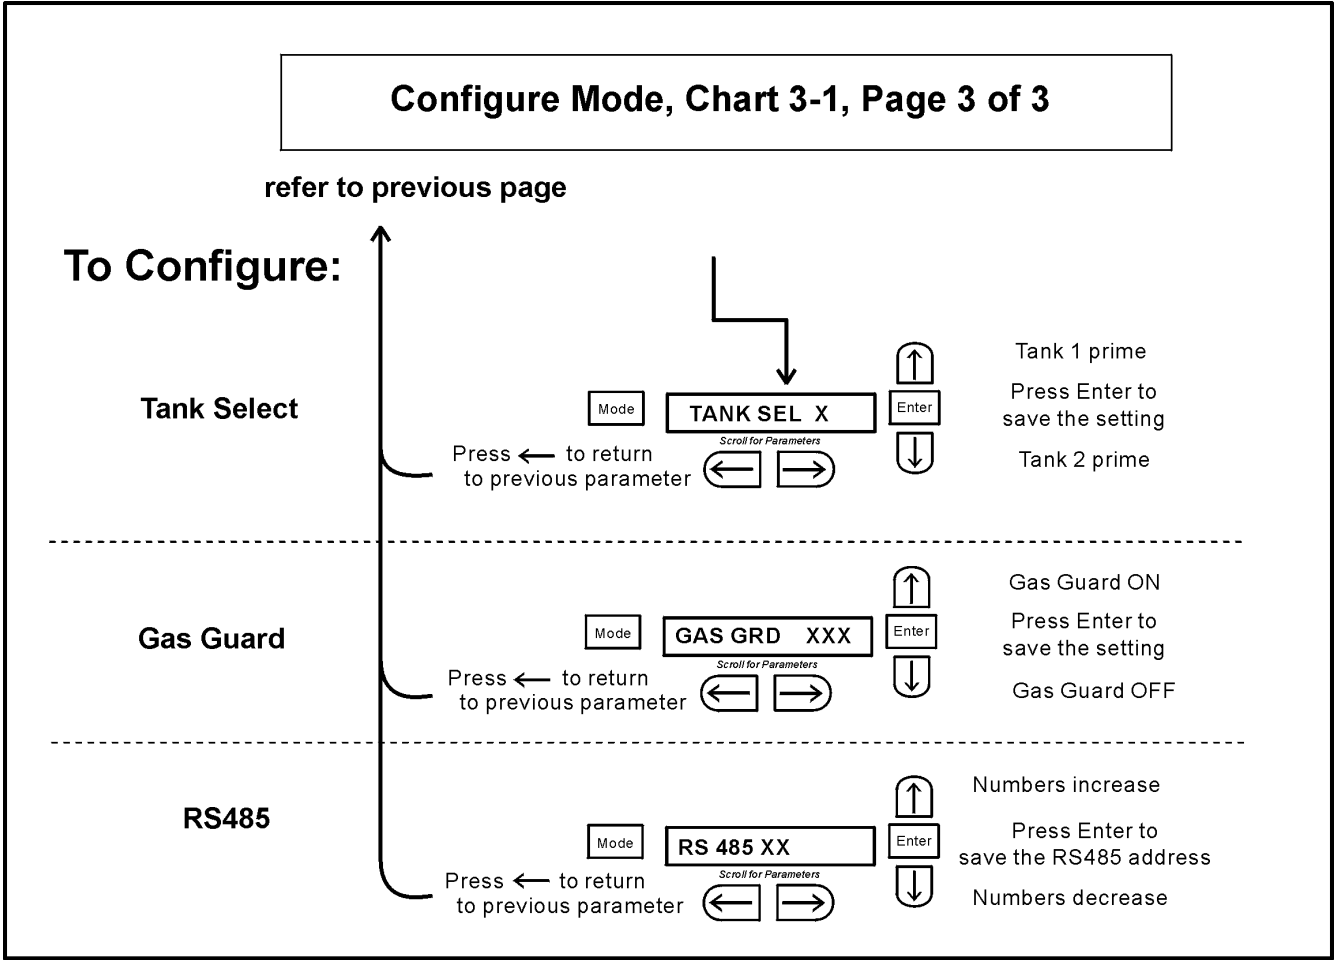 Configure Mode, Chart 3-1, Page 3 of 3
refer to previous page
To Configure:
Tank Select
Mode
TANK SEL X
Scroll for Parameters
Press ← to return
to previous parameter
↑
Enter
↓
← →
Tank 1 prime
Press Enter to
save the setting
Tank 2 prime
Gas Guard
Mode
GAS GRD XXX
Scroll for Parameters
Press ← to return
to previous parameter
↑
Enter
↓
← →
Gas Guard ON
Press Enter to
save the setting
Gas Guard OFF
RS485
Mode
RS 485 XX
Scroll for Parameters
Press ← to return
to previous parameter
↑
Enter
↓
← →
Numbers increase
Press Enter to
save the RS485 address
Numbers decrease